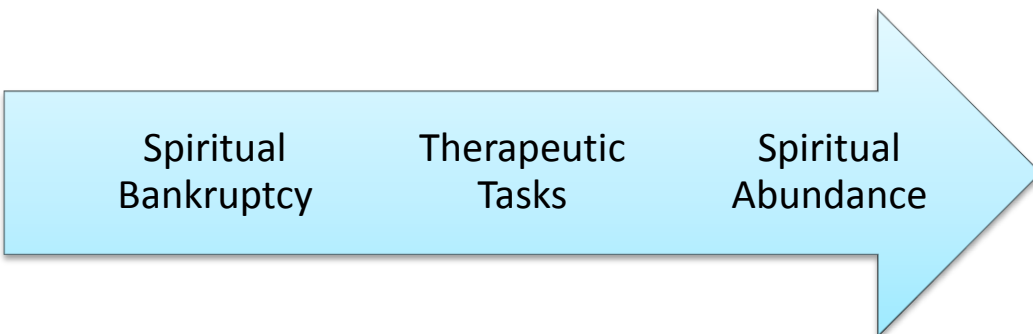 Spiritual
Bankruptcy
Therapeutic
Tasks
Spiritual
Abundance